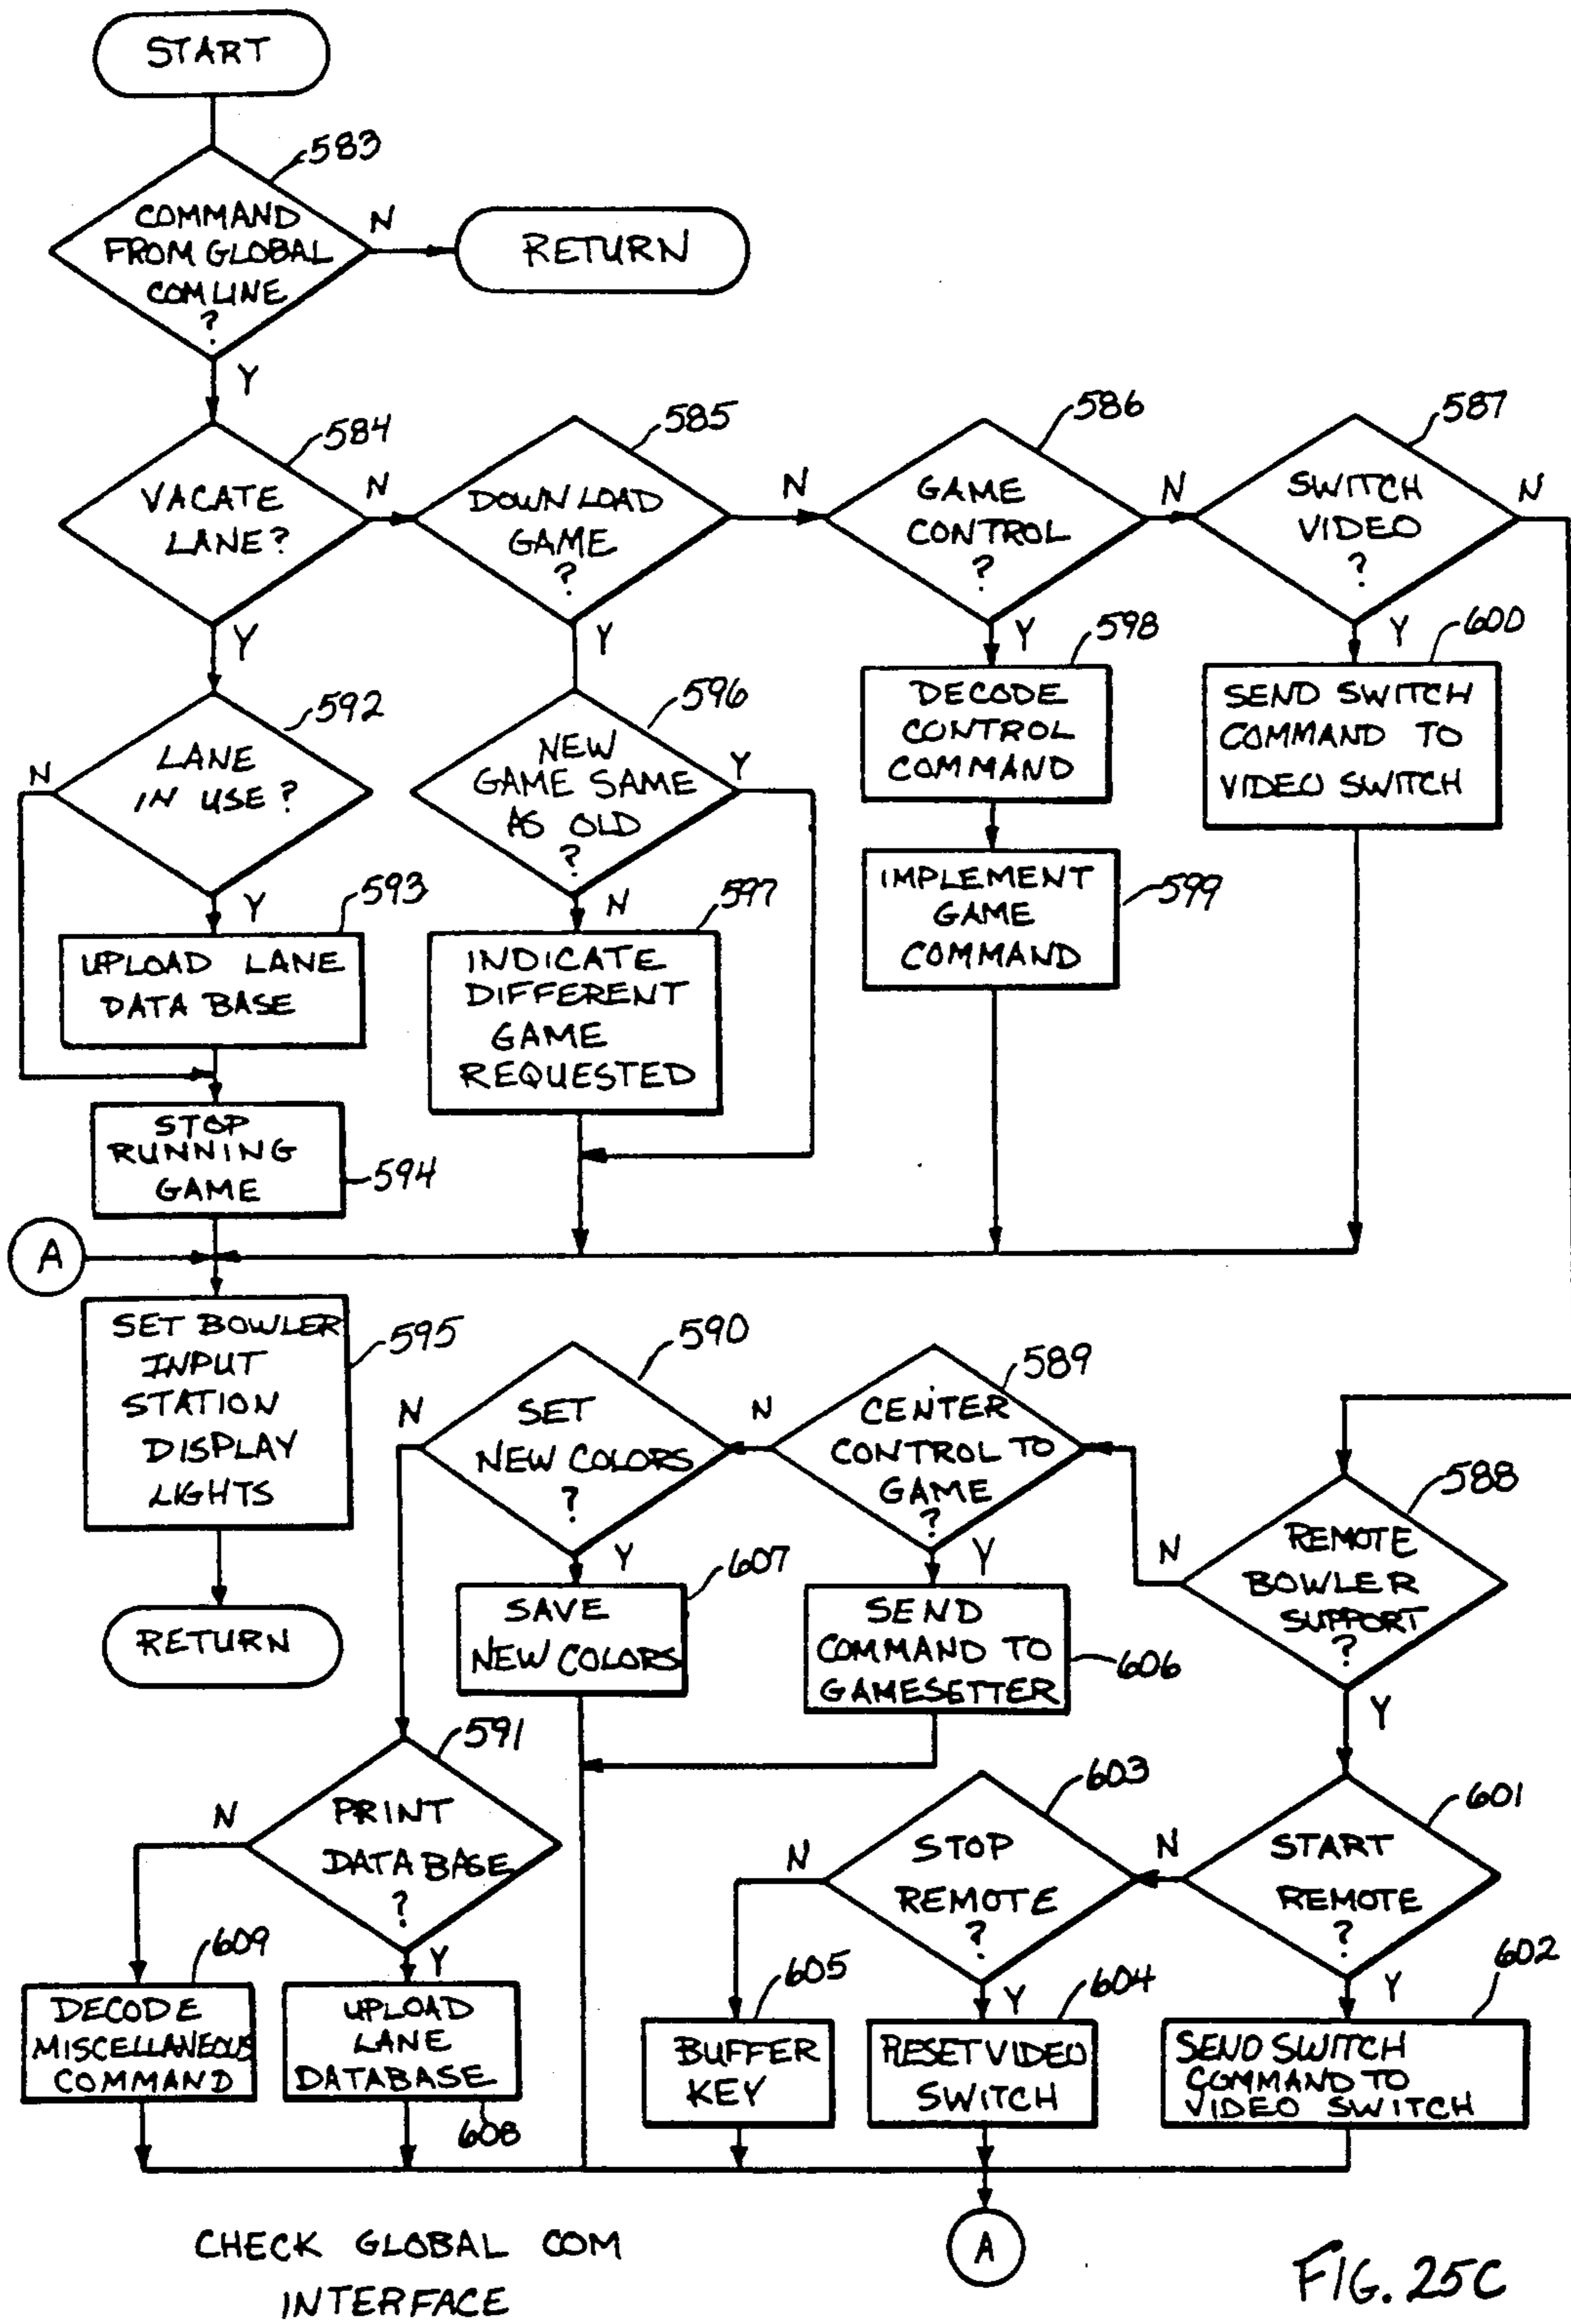 START
583
COMMAND
FROM GLOBAL
COMLINE
?
N
RETURN
Y
584
VACATE
LANE?
N
585
DOWNLOAD
GAME
?
N
586
GAME
CONTROL
?
N
587
SWITCH
VIDEO
?
N
Y
Y
Y
598
Y
600
592
LANE
IN USE?
N
596
NEW
GAME SAME
AS OLD
?
Y
DECODE
CONTROL
COMMAND
SEND SWITCH
COMMAND TO
VIDEO SWITCH
Y
593
UPLOAD LANE
DATA BASE
N
597
INDICATE
DIFFERENT
GAME
REQUESTED
IMPLEMENT
GAME
COMMAND
599
STOP
RUNNING
GAME
594
A
SET BOWLER
INPUT
STATION
DISPLAY
LIGHTS
595
RETURN
590
SET
NEW COLORS
?
N
589
CENTER
CONTROL TO
GAME
?
N
588
REMOTE
BOWLER
SUPPORT
?
N
Y
607
SAVE
NEW COLORS
Y
SEND
COMMAND TO
GAMESETTER
606
Y
591
PRINT
DATA BASE
?
N
603
STOP
REMOTE
?
N
601
START
REMOTE
?
N
609
DECODE
MISCELLANEOUS
COMMAND
Y
UPLOAD
LANE
DATABASE
608
605
BUFFER
KEY
Y
604
RESET VIDEO
SWITCH
Y
602
SEND SWITCH
COMMAND TO
VIDEO SWITCH
A
CHECK GLOBAL COM
INTERFACE
FIG. 25C